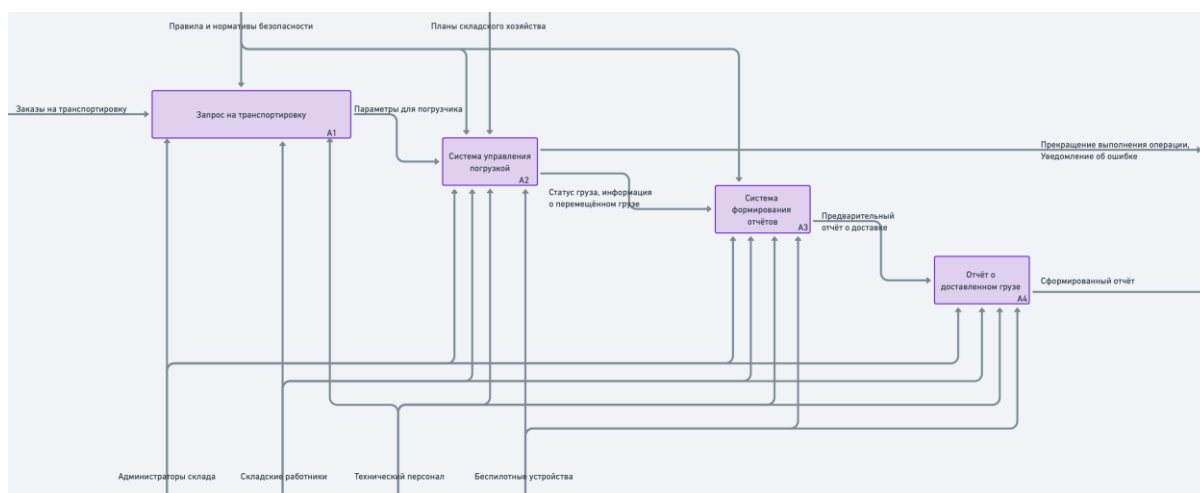 Правила и нормативы безопасности
Планы складского хозяйства
Заказы на транспортировку
Запрос на транспортировку
A1
Параметры для погрузчика
Система управления
погрузкой
A2
Прекращение выполнения операции,
Уведомление об ошибке
Статус груза, информация
о перемещённом грузе
Система
формирования
отчётов
A3
Предварительный
отчёт о доставке
Отчёт о
доставленном грузе
A4
Сформированный отчёт
Администраторы склада
Складские работники
Технический персонал
Беспилотные устройства